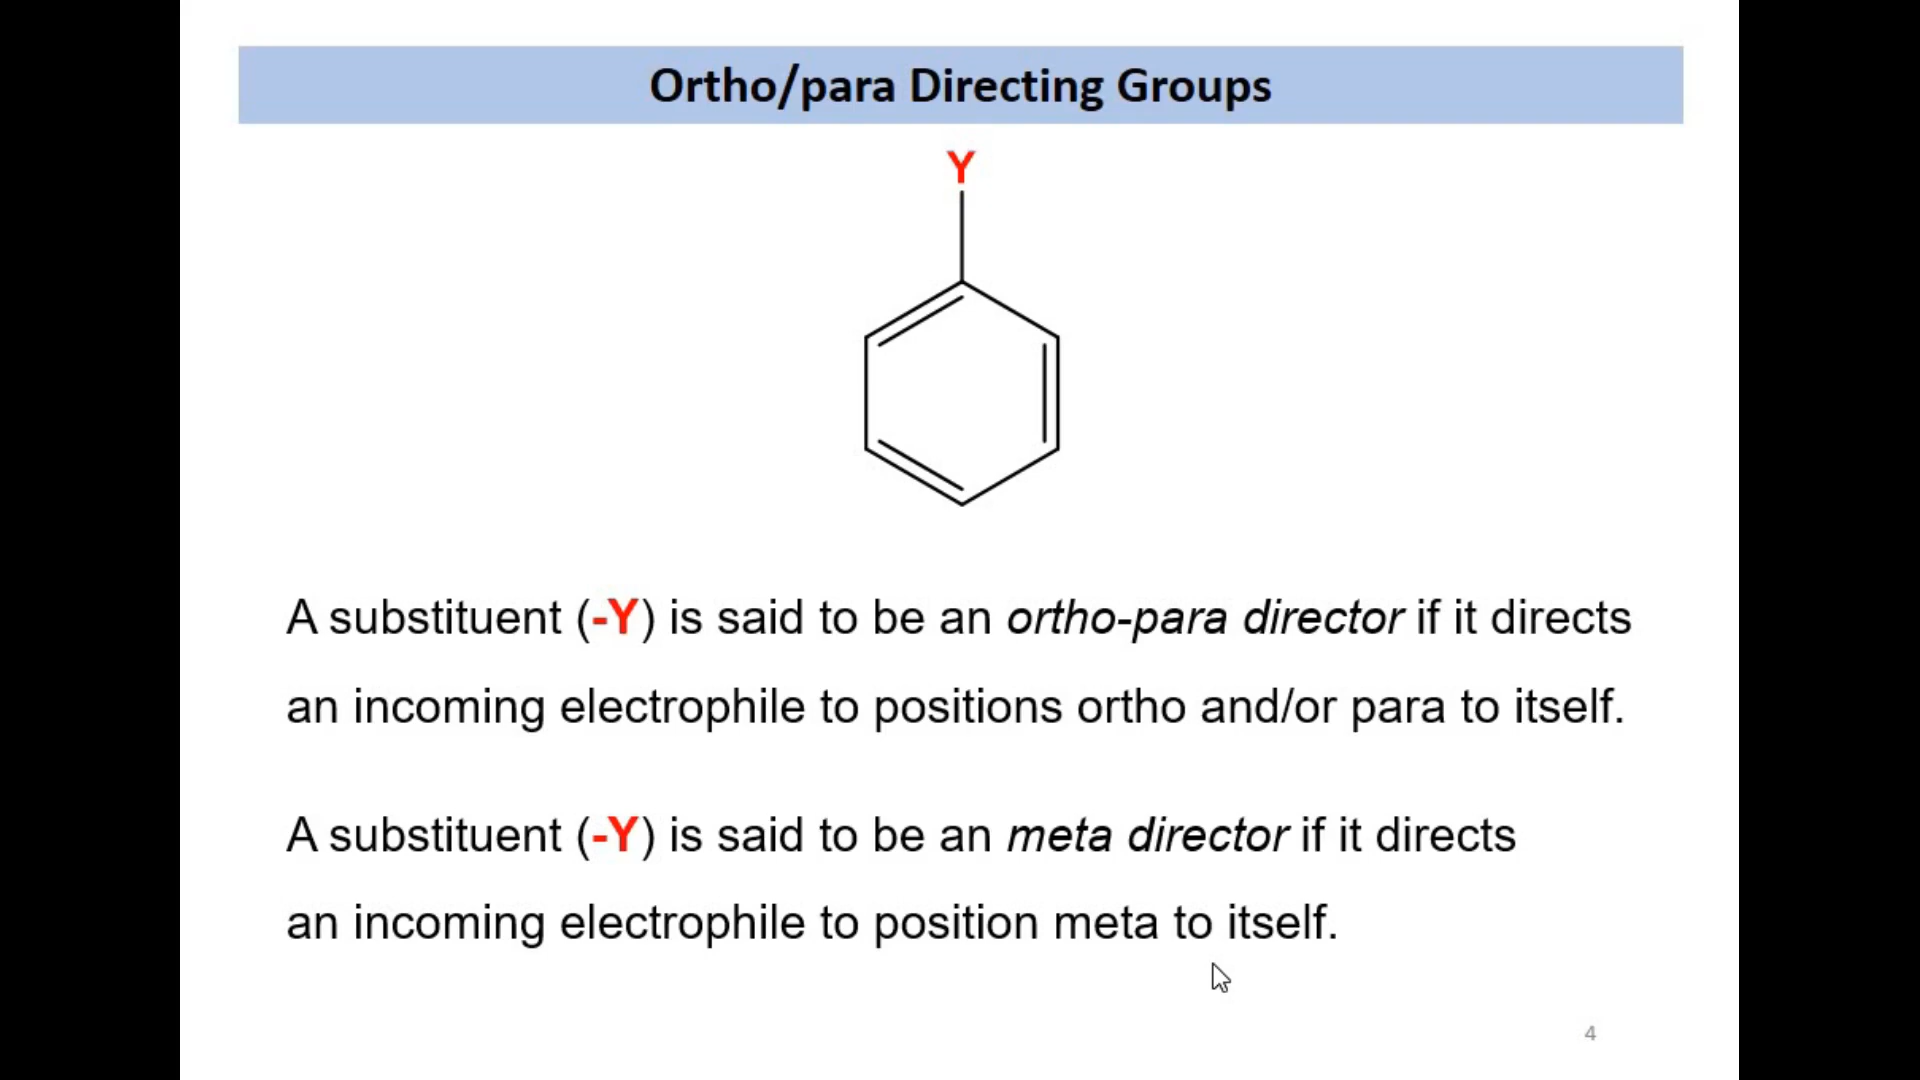 Ortho/para Directing Groups
Y
A substituent (-Y) is said to be an ortho-para director if it directs
an incoming electrophile to positions ortho and/or para to itself.
A substituent (-Y) is said to be an meta director if it directs
an incoming electrophile to position meta to itself.
4